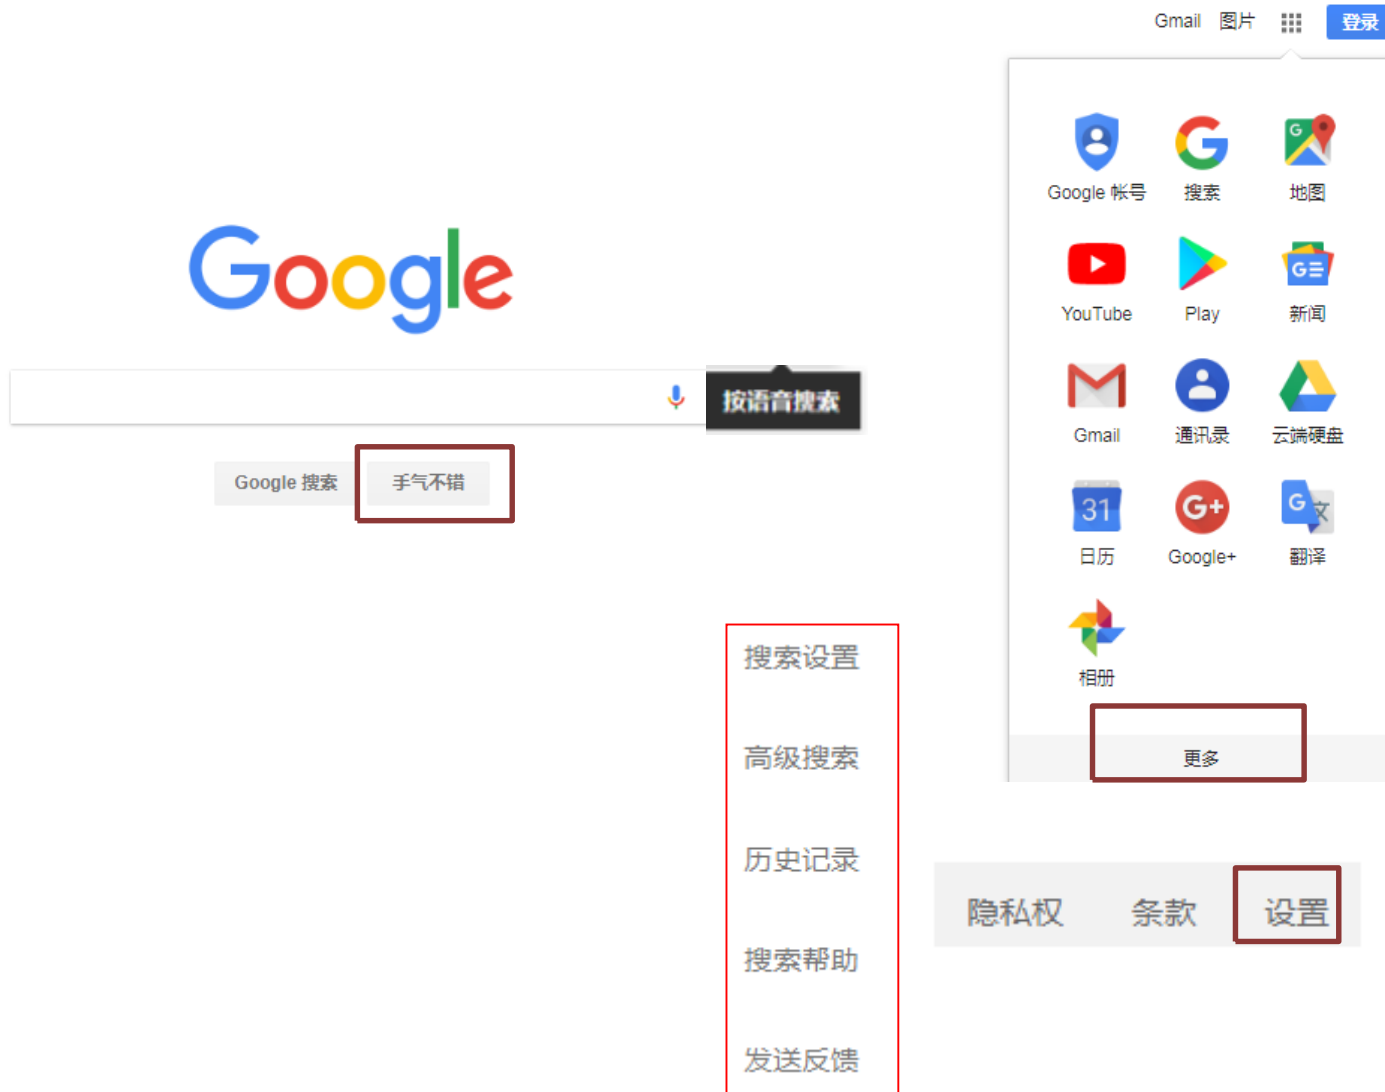 Gmail 图片 登录
Google 帐号 搜索 地图
YouTube Play 新闻
Gmail 通讯录 云端硬盘
31 G+ G 文
日历 Google+ 翻译
相册
更多
Google
按语音搜索
Google 搜索 手气不错
搜索设置
高级搜索
历史记录
搜索帮助
发送反馈
隐私权 条款 设置